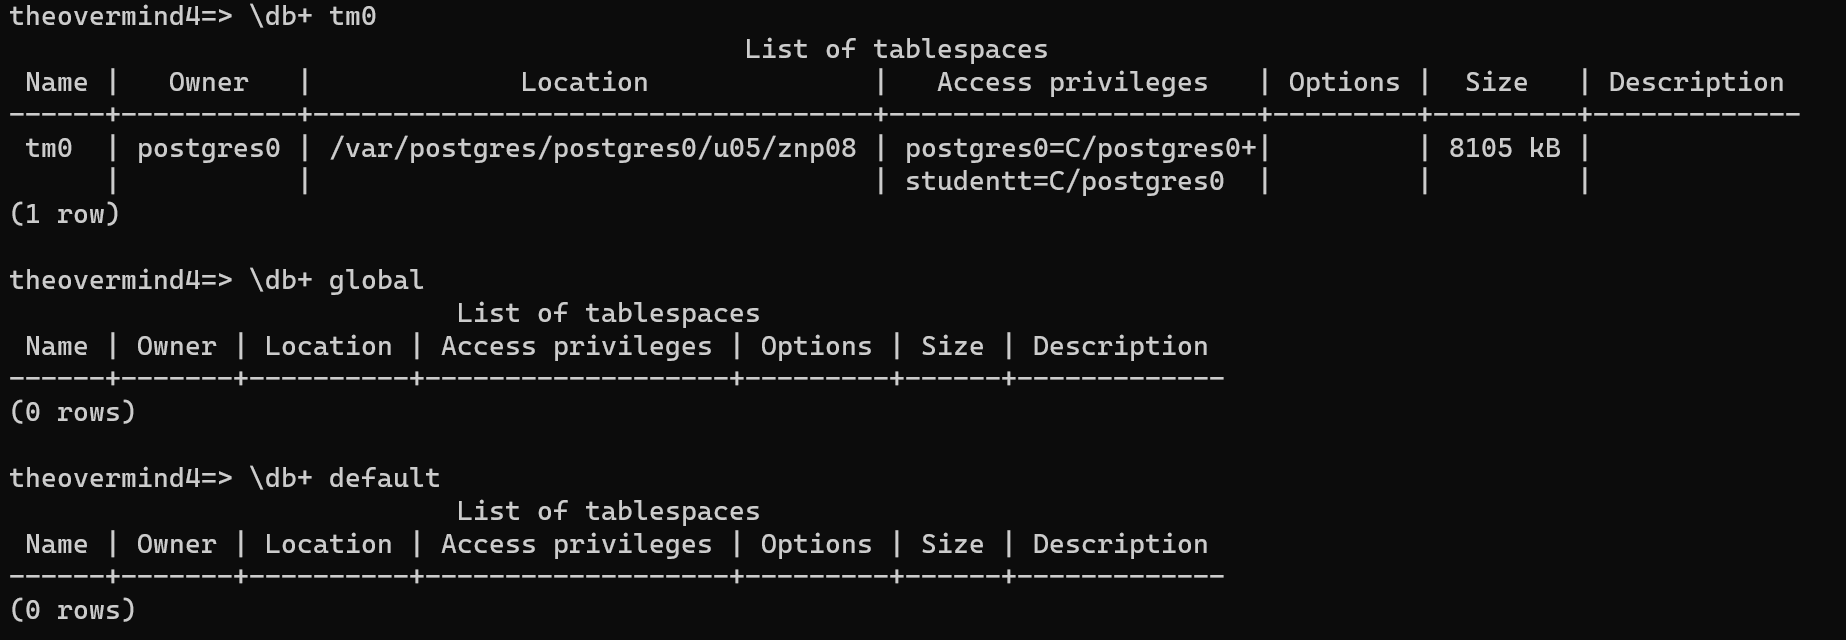 theovermind4=> \db+ tm0
                                              List of tablespaces
 Name |   Owner   |             Location              |   Access privileges   | Options |  Size   | Description
------+-----------+-----------------------------------+-----------------------+---------+---------+-------------
 tm0  | postgres0 | /var/postgres/postgres0/u05/znp08 | postgres0=C/postgres0+|         | 8105 kB |
      |           |                                   | studentt=C/postgres0  |         |         |
(1 row)

theovermind4=> \db+ global
                            List of tablespaces
 Name | Owner | Location | Access privileges | Options | Size | Description
------+-------+----------+-------------------+---------+------+-------------
(0 rows)

theovermind4=> \db+ default
                            List of tablespaces
 Name | Owner | Location | Access privileges | Options | Size | Description
------+-------+----------+-------------------+---------+------+-------------
(0 rows)